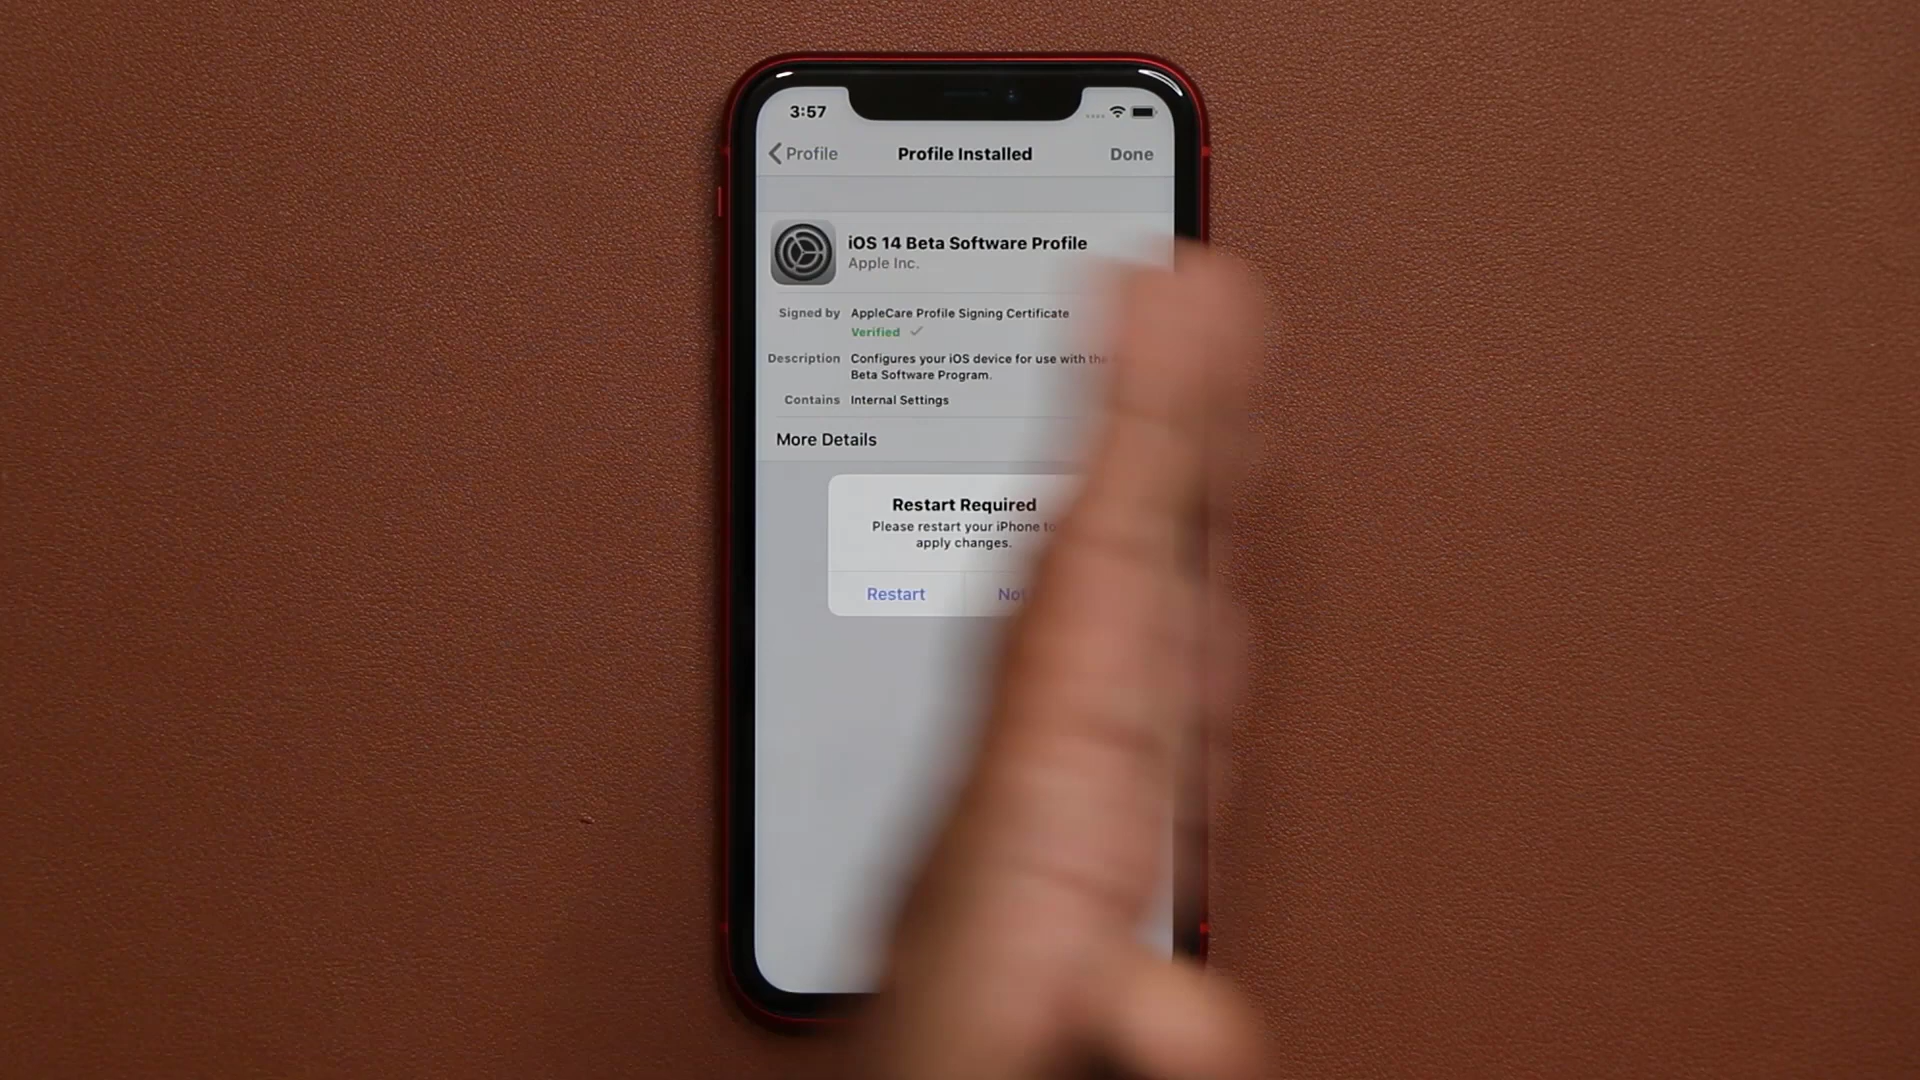 3:57
Profile
Profile Installed
Done
iOS 14 Beta Software Profile
Apple Inc.
Signed by AppleCare Profile Signing Certificate
Verified
Description Configures your iOS device for use with the
Beta Software Program.
Contains Internal Settings
More Details
Restart Required
Please restart your iPhone to
apply changes.
Restart
Not